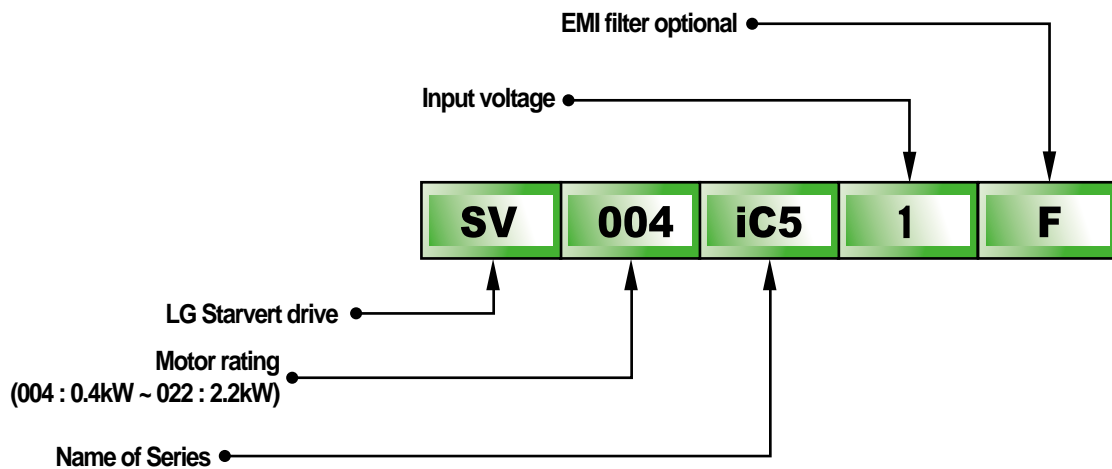 EMI filter optional
Input voltage
SV 004 iC5 1 F
LG Starvert drive
Motor rating
(004 : 0.4kW ~ 022 : 2.2kW)
Name of Series